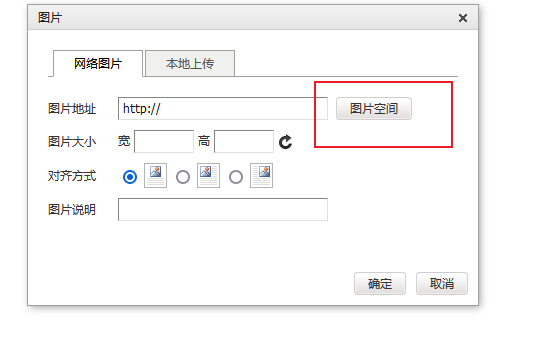 图片
网络图片 本地上传
图片地址 http:// 图片空间
图片大小 宽 高
对齐方式
图片说明
确定 取消